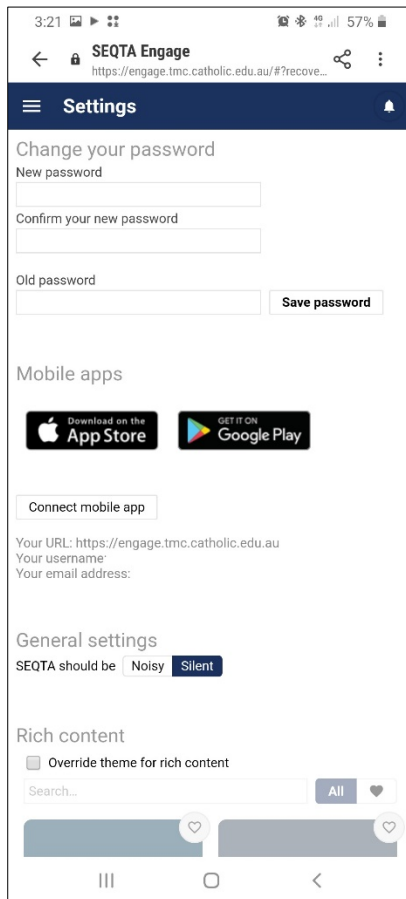 3:21 4G 57%
SEQTA Engage
https://engage.tmc.catholic.edu.au/#?recove...
Settings
Change your password
New password
Confirm your new password
Old password
Save password
Mobile apps
Download on the App Store GET IT ON Google Play
Connect mobile app
Your URL: https://engage.tmc.catholic.edu.au
Your username:
Your email address:
General settings
SEQTA should be Noisy Silent
Rich content
Override theme for rich content
Search... All